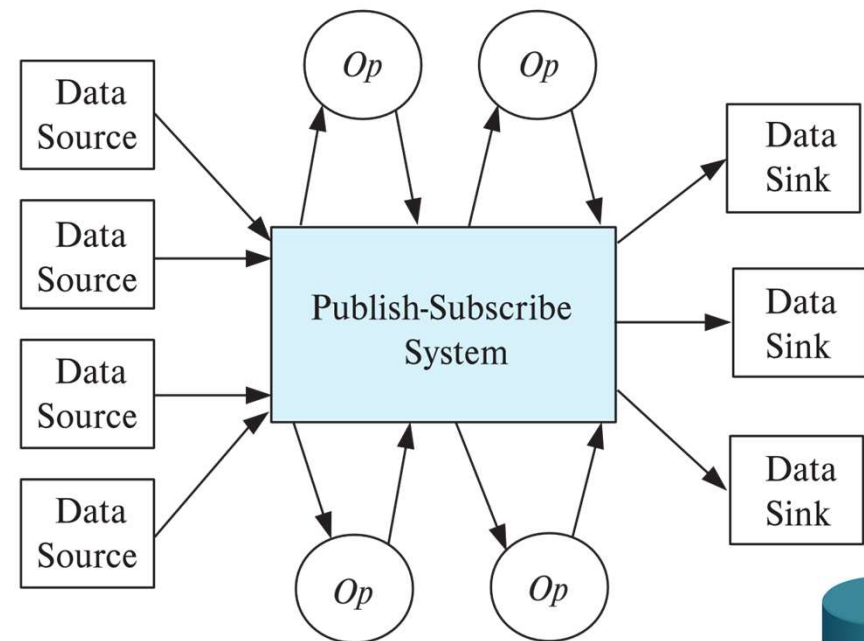 Op
Op
Data
Source
Data
Source
Data
Source
Data
Source
Publish-Subscribe
System
Data
Sink
Data
Sink
Data
Sink
Op
Op